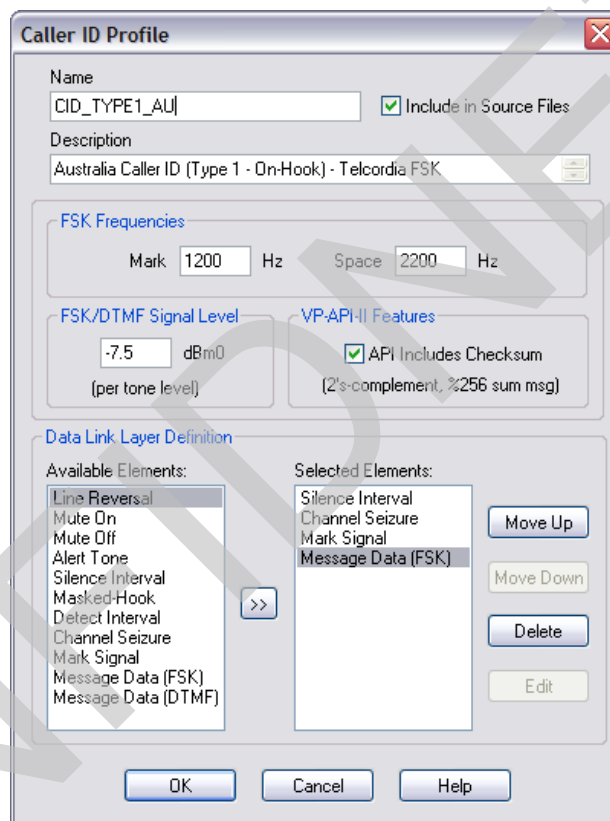 Caller ID Profile
Name
CID_TYPE1_AU
Include in Source Files
Description
Australia Caller ID (Type 1 - On-Hook) - Telcordia FSK
FSK Frequencies
Mark 1200 Hz Space 2200 Hz
FSK/DTMF Signal Level
-7.5 dBm0
(per tone level)
VP-API-II Features
API Includes Checksum
(2's-complement, %256 sum msg)
Data Link Layer Definition
Available Elements:
Line Reversal
Mute On
Mute Off
Alert Tone
Silence Interval
Masked-Hook
Detect Interval
Channel Seizure
Mark Signal
Message Data (FSK)
Message Data (DTMF)
>>
Selected Elements:
Silence Interval
Channel Seizure
Mark Signal
Message Data (FSK)
Move Up
Move Down
Delete
Edit
OK Cancel Help